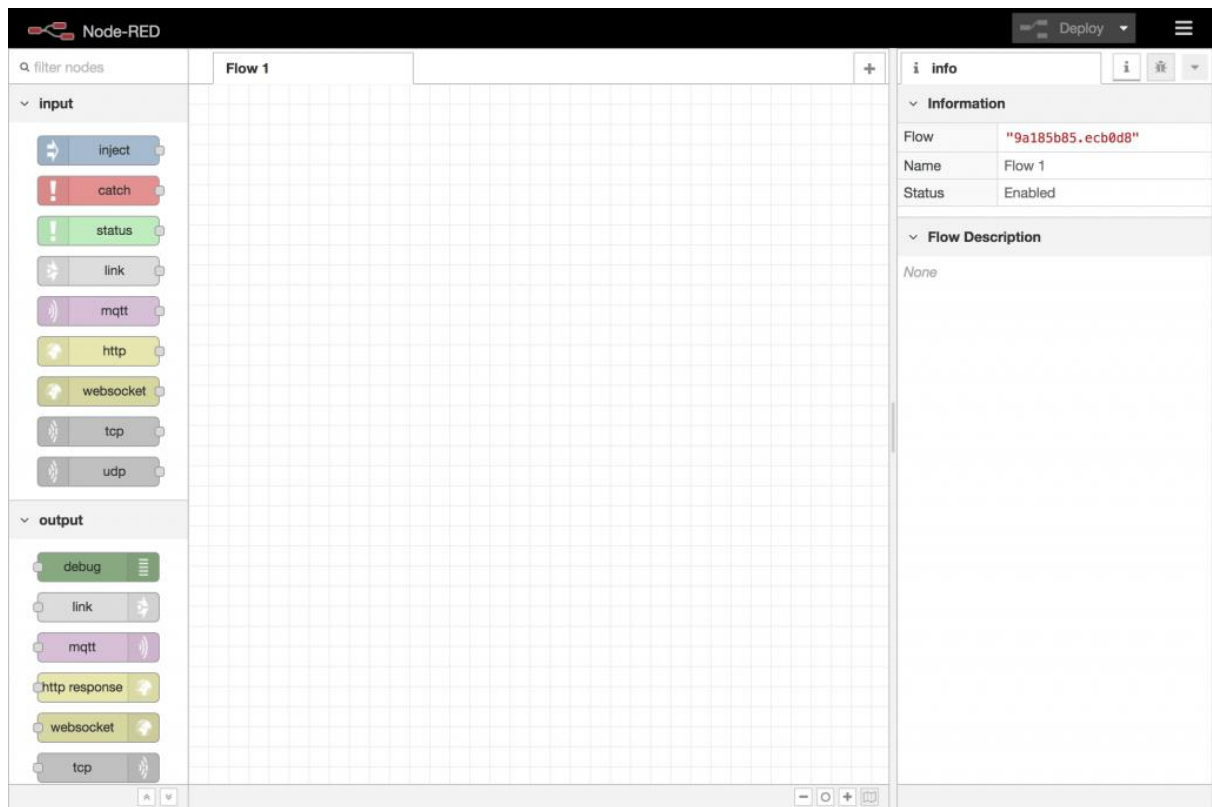 Node-RED
Deploy
filter nodes
Flow 1
info
input
inject
catch
status
link
mqtt
http
websocket
tcp
udp
output
debug
link
mqtt
http response
websocket
tcp
Information
Flow "9a185b85.ecb0d8"
Name Flow 1
Status Enabled
Flow Description
None